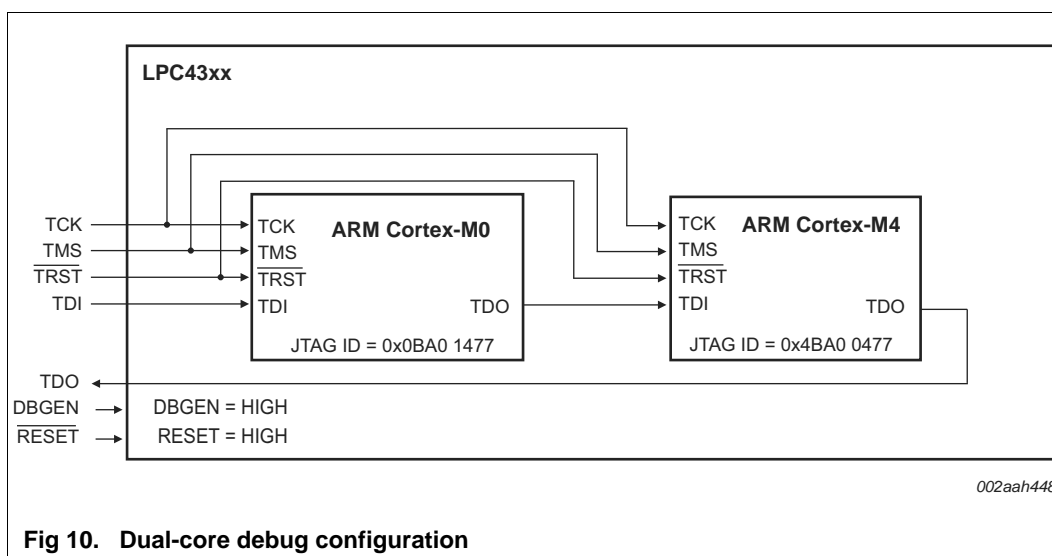 LPC43xx
TCK
TMS
TRST
TDI
TCK
TMS
TRST
TDI
ARM Cortex-M0
TDO
JTAG ID = 0x0BA0 1477
TCK
TMS
TRST
TDI
ARM Cortex-M4
TDO
JTAG ID = 0x4BA0 0477
TDO
DBGEN
RESET
DBGEN = HIGH
RESET = HIGH
002aah448
Fig 10. Dual-core debug configuration